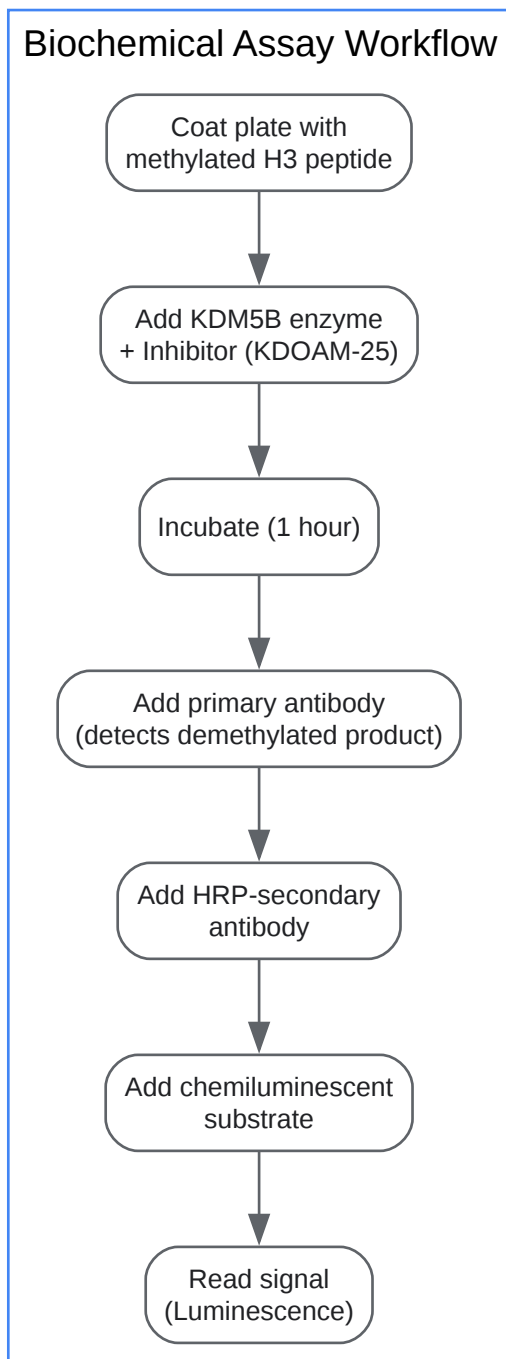 Biochemical Assay Workflow
Coat plate with
methylated H3 peptide
Add KDM5B enzyme
+ Inhibitor (KDOAM-25)
Incubate (1 hour)
Add primary antibody
(detects demethylated product)
Add HRP-secondary
antibody
Add chemiluminescent
substrate
Read signal
(Luminescence)